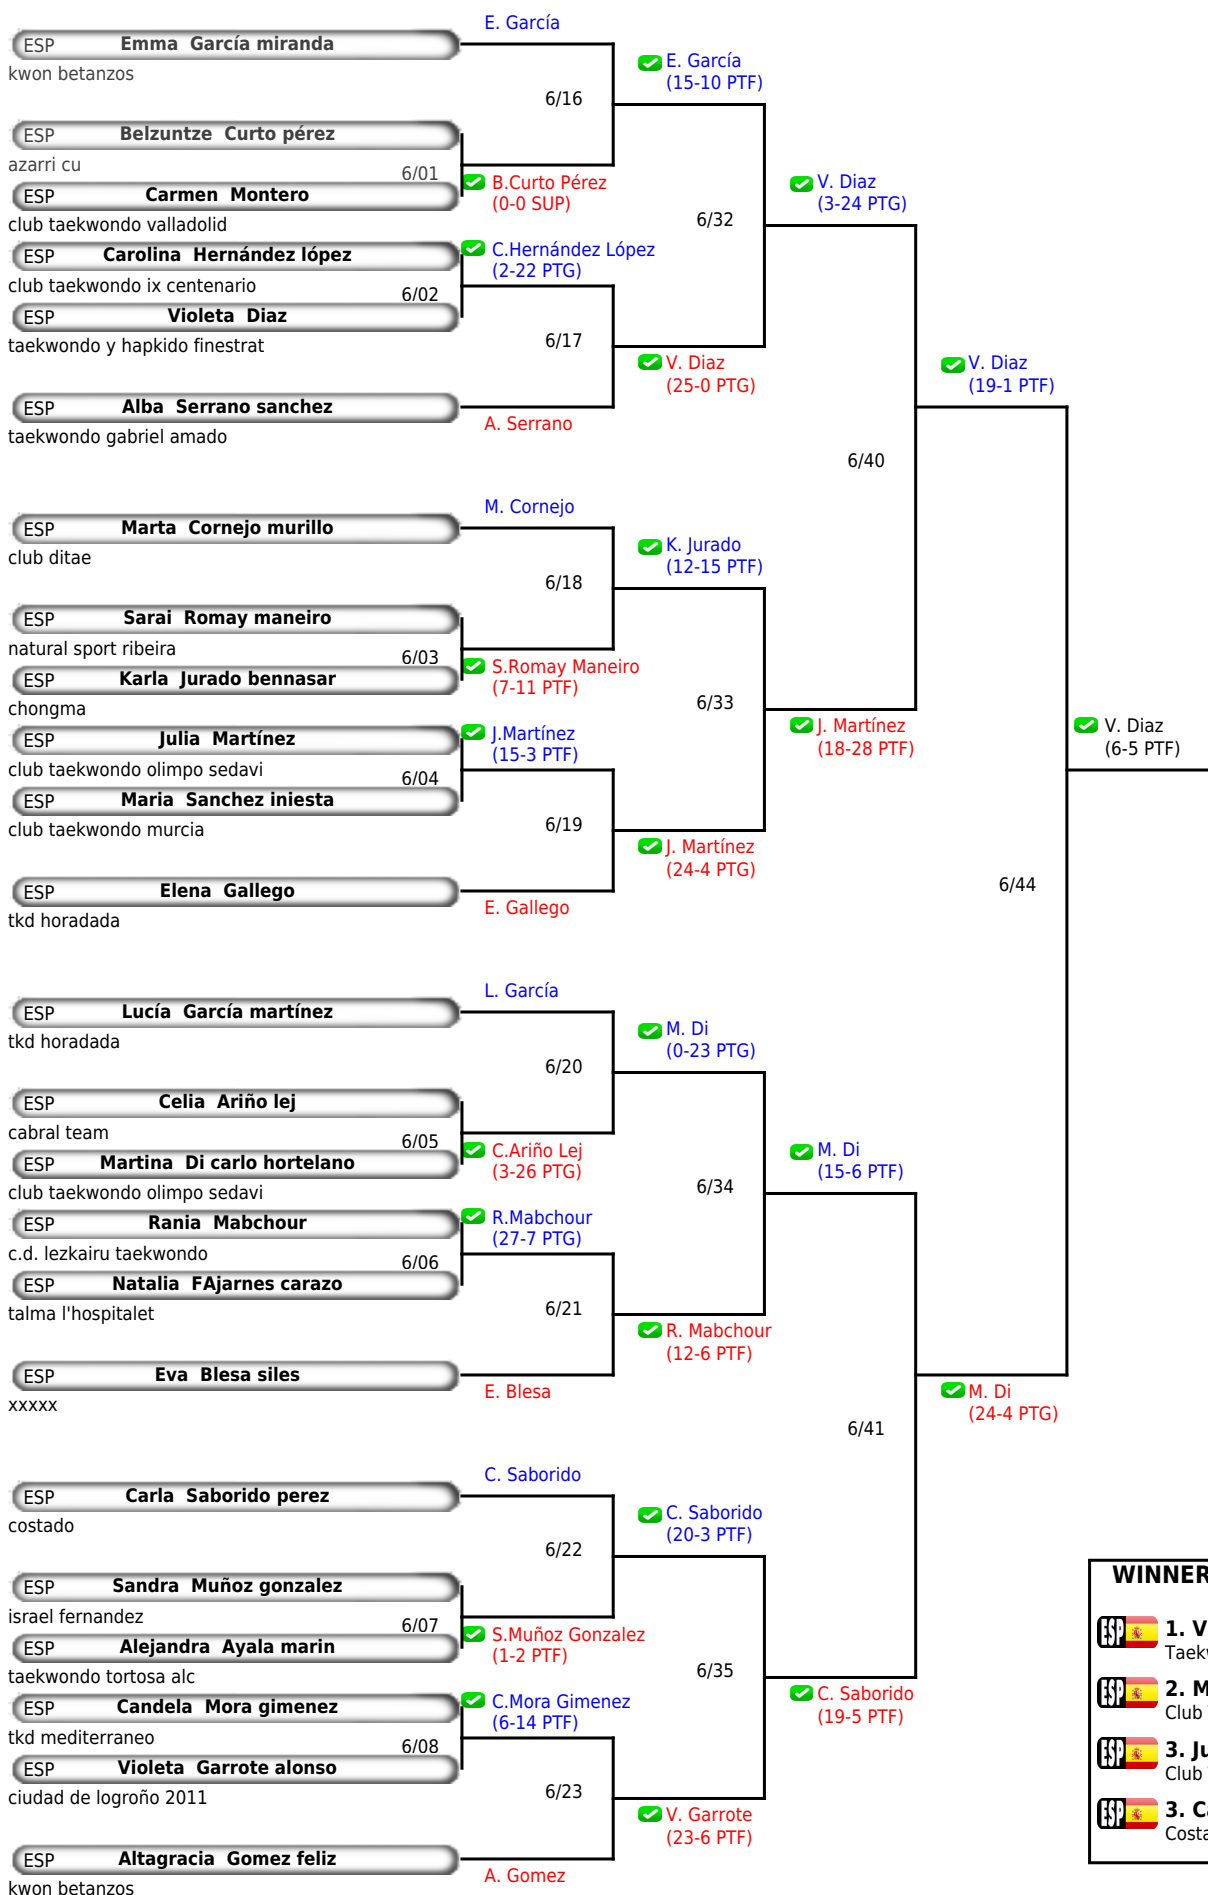 E. García
ESP Emma García miranda
kwon betanzos
E. García
(15-10 PTF)
6/16
ESP Belzuntze Curto pérez
azarri cu
6/01
B.Curto Pérez
(0-0 SUP)
ESP Carmen Montero
club taekwondo valladolid
V. Diaz
(3-24 PTG)
6/32
ESP Carolina Hernández lópez
C.Hernández López
(2-22 PTG)
club taekwondo ix centenario
6/02
ESP Violeta Diaz
taekwondo y hapkido finestrat
6/17
V. Diaz
(25-0 PTG)
V. Diaz
(19-1 PTF)
ESP Alba Serrano sanchez
A. Serrano
taekwondo gabriel amado
6/40
M. Cornejo
ESP Marta Cornejo murillo
club ditae
K. Jurado
(12-15 PTF)
6/18
ESP Sarai Romay maneiro
natural sport ribeira
6/03
S.Romay Maneiro
(7-11 PTF)
ESP Karla Jurado bennasar
chongma
6/33
J. Martínez
(18-28 PTF)
V. Diaz
(6-5 PTF)
ESP Julia Martínez
J.Martínez
(15-3 PTF)
club taekwondo olimpo sedavi
6/04
ESP Maria Sanchez iniesta
club taekwondo murcia
6/19
J. Martínez
(24-4 PTG)
ESP Elena Gallego
E. Gallego
tkd horadada
6/44
L. García
ESP Lucía García martínez
tkd horadada
M. Di
(0-23 PTG)
6/20
ESP Celia Ariño lej
cabral team
6/05
C.Ariño Lej
(3-26 PTG)
ESP Martina Di carlo hortelano
club taekwondo olimpo sedavi
M. Di
(15-6 PTF)
6/34
ESP Rania Mabchour
R.Mabchour
(27-7 PTG)
c.d. lezkairu taekwondo
6/06
ESP Natalia FAjarnes carazo
talma l'hospitalet
6/21
R. Mabchour
(12-6 PTF)
ESP Eva Blesa siles
E. Blesa
xxxxx
M. Di
(24-4 PTG)
6/41
C. Saborido
ESP Carla Saborido perez
costado
C. Saborido
(20-3 PTF)
6/22
ESP Sandra Muñoz gonzalez
israel fernandez
6/07
S.Muñoz Gonzalez
(1-2 PTF)
ESP Alejandra Ayala marin
taekwondo tortosa alc
6/35
C. Saborido
(19-5 PTF)
ESP Candela Mora gimenez
C.Mora Gimenez
(6-14 PTF)
tkd mediterraneo
6/08
ESP Violeta Garrote alonso
ciudad de logroño 2011
6/23
V. Garrote
(23-6 PTF)
ESP Altagracia Gomez feliz
A. Gomez
kwon betanzos
WINNER
ESP 1. V
Taekw
ESP 2. M
Club
ESP 3. Ju
Club
ESP 3. Ca
Costa